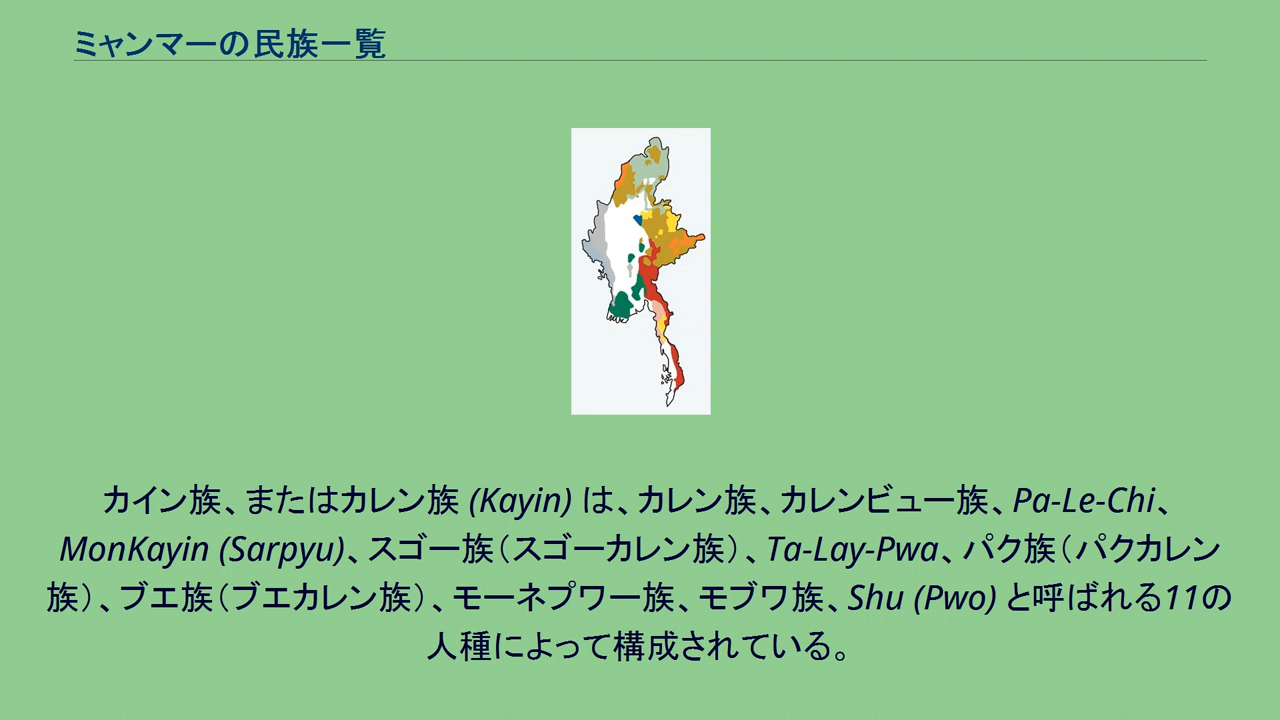 ミャンマーの民族一覧
カイン族、またはカレン族 (Kayin) は、カレン族、カレンビュー族、Pa-Le-Chi、
MonKayin (Sarpyu)、スゴー族（スゴーカレン族）、Ta-Lay-Pwa、パク族（パクカレン
族）、ブエ族（ブエカレン族）、モーネプワー族、モブワ族、Shu (Pwo) と呼ばれる11の
人種によって構成されている。